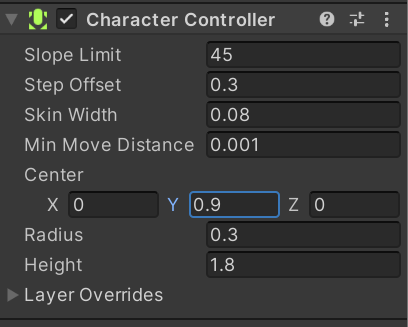 Character Controller
Slope Limit 45
Step Offset 0.3
Skin Width 0.08
Min Move Distance 0.001
Center
X 0 Y 0.9 Z 0
Radius 0.3
Height 1.8
Layer Overrides